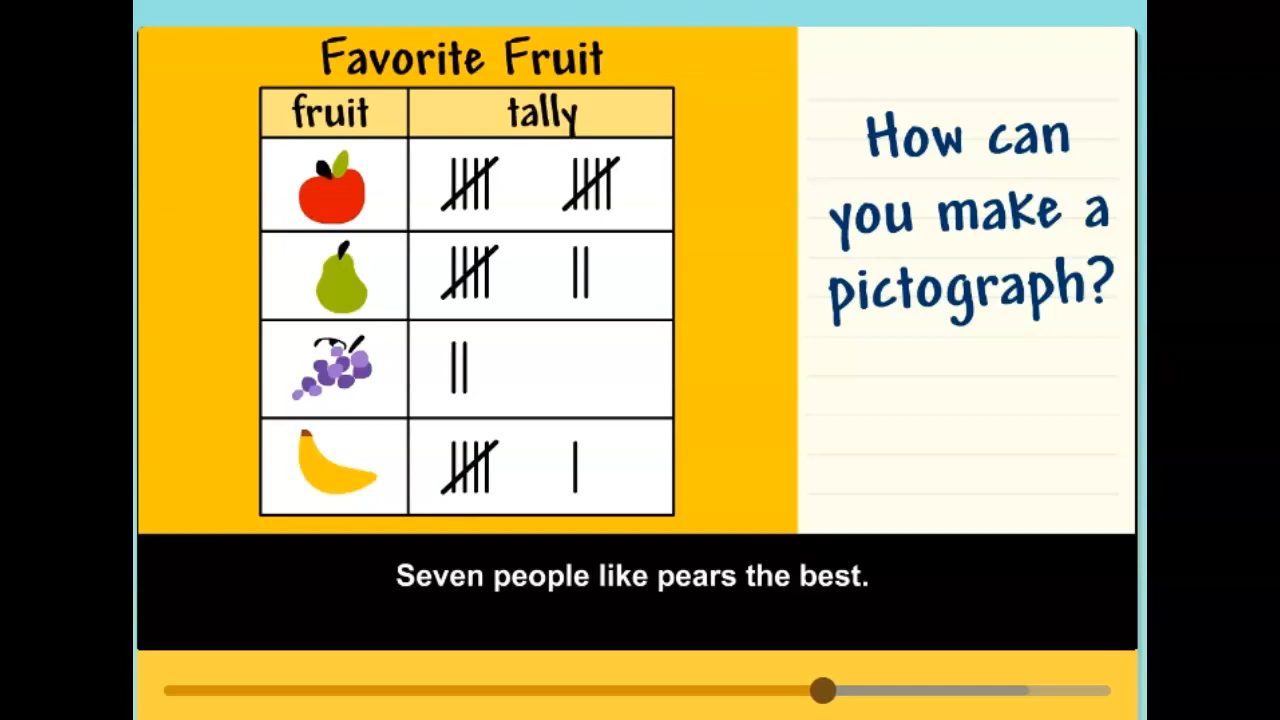 Favorite Fruit
fruit tally
How can
you make a
pictograph?
Seven people like pears the best.